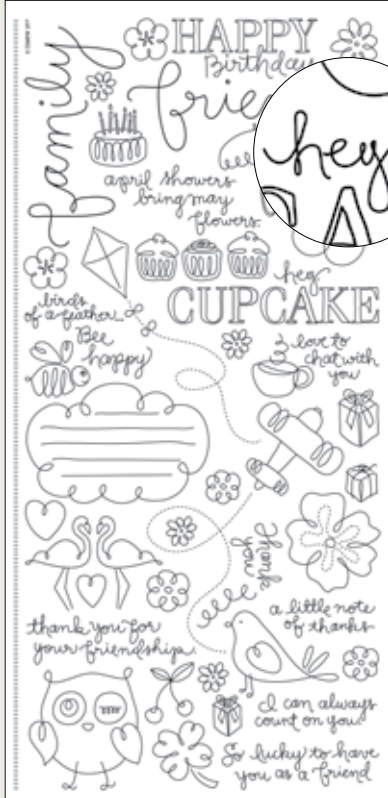 family
HAPPY
Birthday
frie
hey
april showers
bring may
flowers.
hey
CUPCAKE
birds
of a feather...
Bee
happy
love to
chat with
you
thank
you
thank you for
your friendship.
a little note
of thanks
I can always
count on you.
So lucky to have
you as a friend